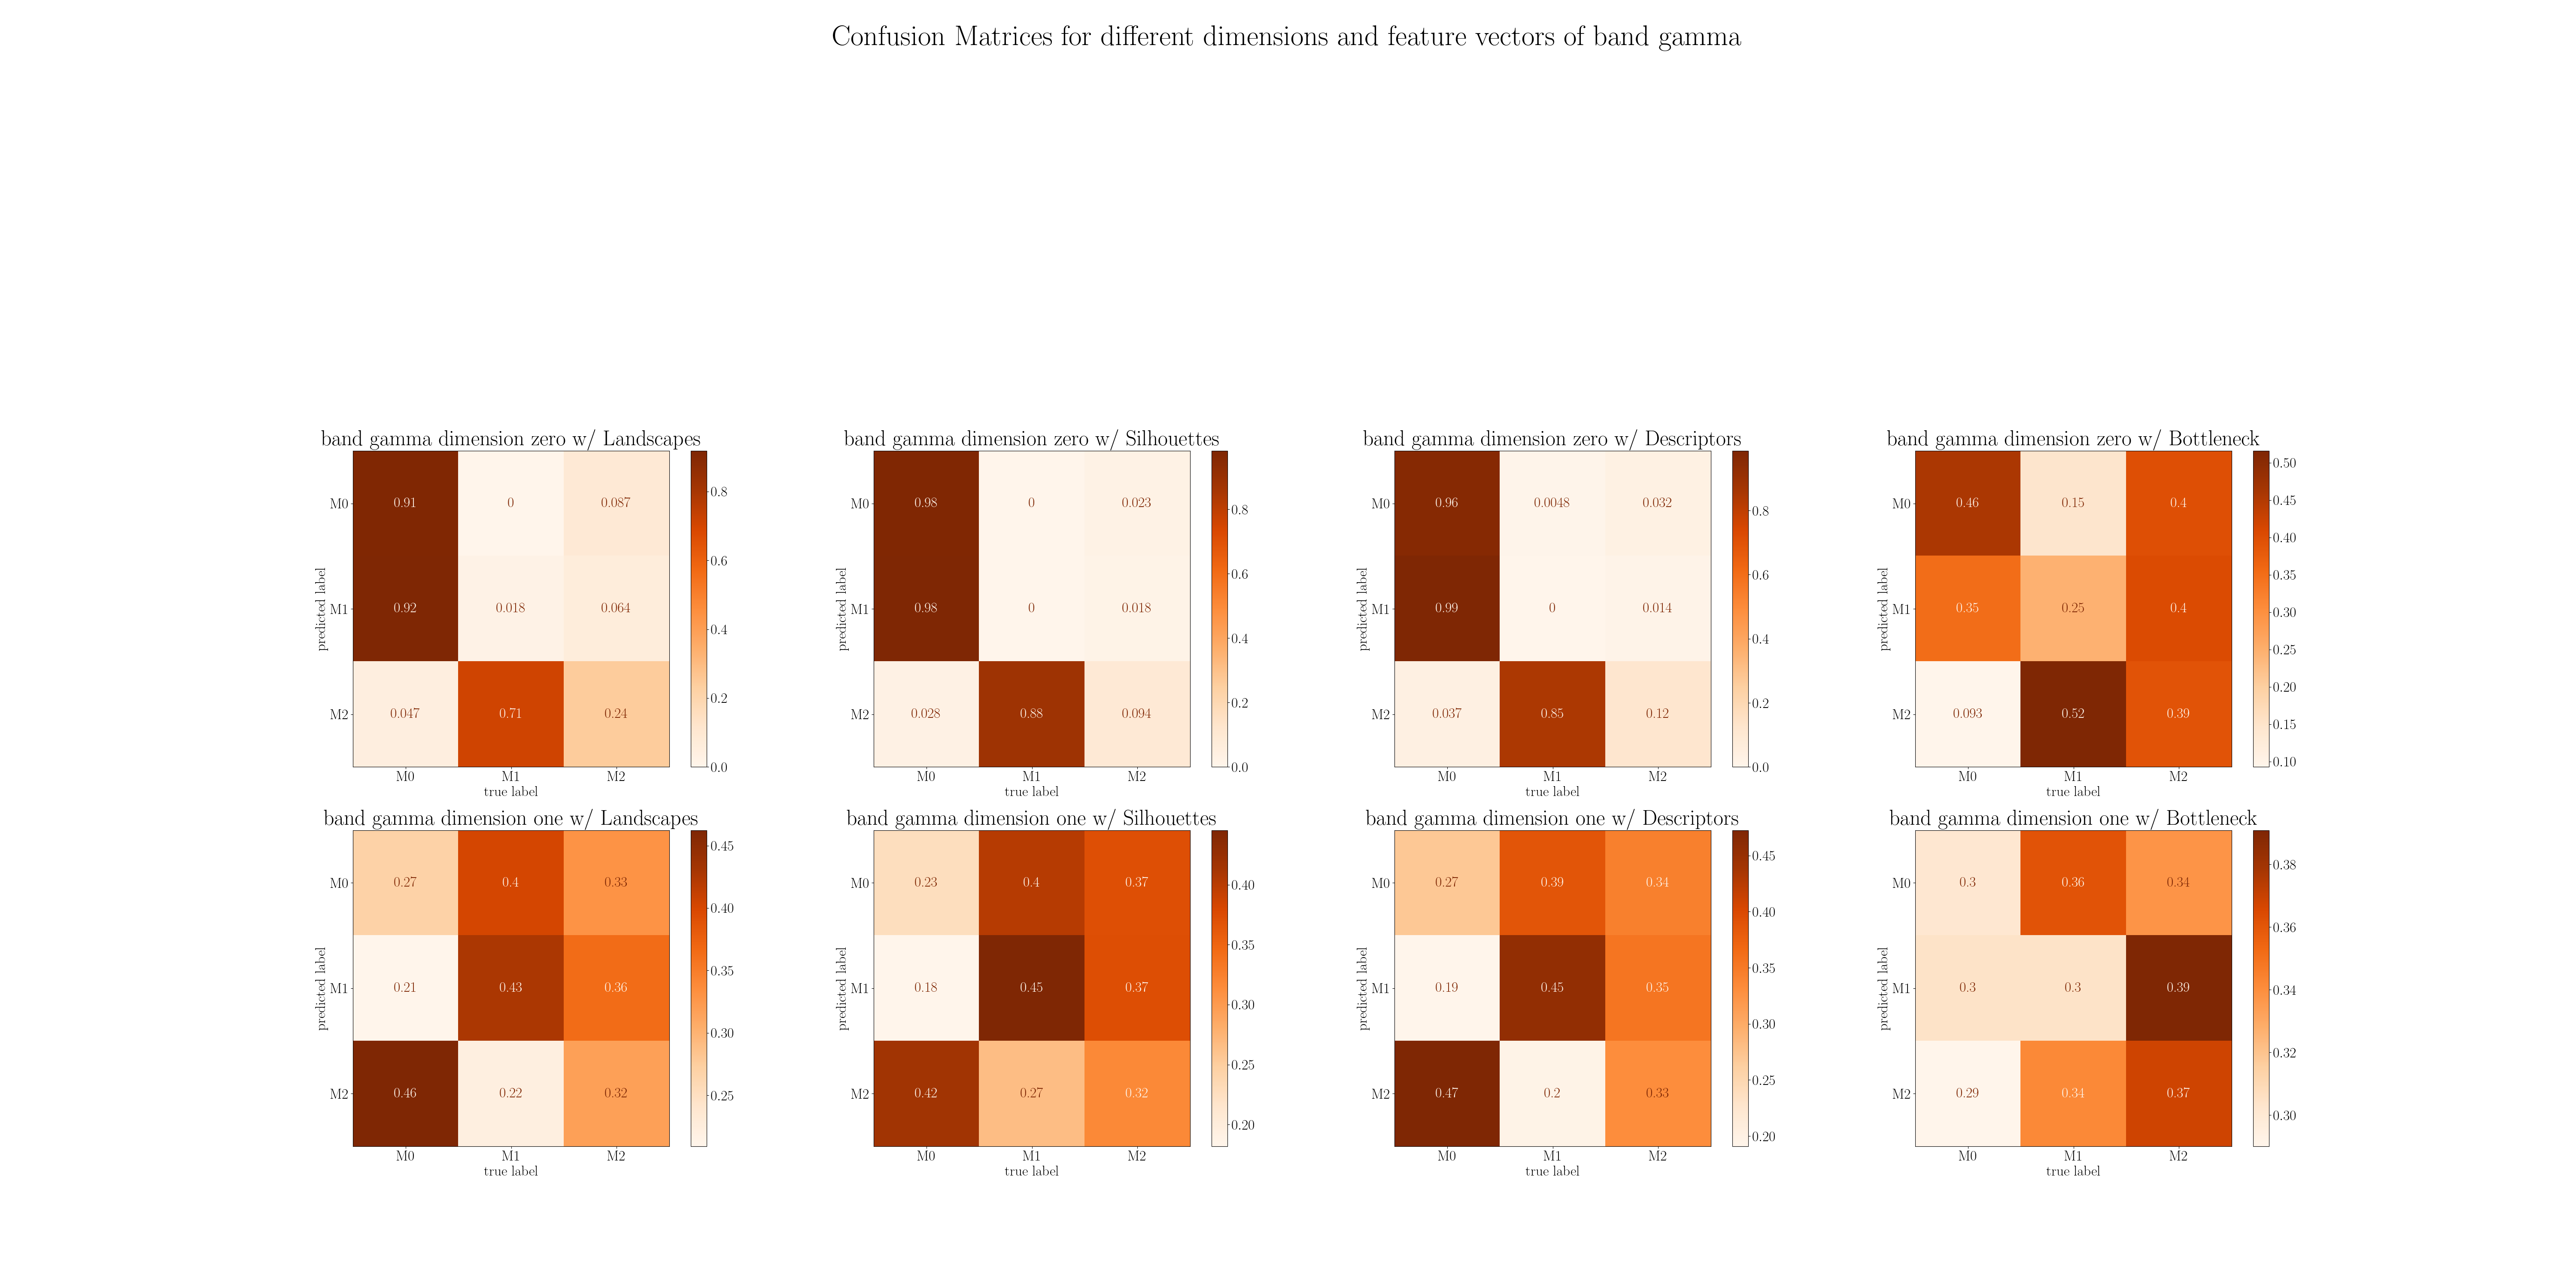 Confusion Matrices for different dimensions and feature vectors of band gamma
band gamma dimension zero w/ Landscapes
predicted label
M0 0.91 0 0.087
M1 0.92 0.018 0.064
M2 0.047 0.71 0.24
M0 M1 M2
true label
0.8
0.6
0.4
0.2
0.0
band gamma dimension zero w/ Silhouettes
predicted label
M0 0.98 0 0.023
M1 0.98 0 0.018
M2 0.028 0.88 0.094
M0 M1 M2
true label
0.8
0.6
0.4
0.2
0.0
band gamma dimension zero w/ Descriptors
predicted label
M0 0.96 0.0048 0.032
M1 0.99 0 0.014
M2 0.037 0.85 0.12
M0 M1 M2
true label
0.8
0.6
0.4
0.2
0.0
band gamma dimension zero w/ Bottleneck
predicted label
M0 0.46 0.15 0.4
M1 0.35 0.25 0.4
M2 0.093 0.52 0.39
M0 M1 M2
true label
0.50
0.45
0.40
0.35
0.30
0.25
0.20
0.15
0.10
band gamma dimension one w/ Landscapes
predicted label
M0 0.27 0.4 0.33
M1 0.21 0.43 0.36
M2 0.46 0.22 0.32
M0 M1 M2
true label
0.45
0.40
0.35
0.30
0.25
band gamma dimension one w/ Silhouettes
predicted label
M0 0.23 0.4 0.37
M1 0.18 0.45 0.37
M2 0.42 0.27 0.32
M0 M1 M2
true label
0.40
0.35
0.30
0.25
0.20
band gamma dimension one w/ Descriptors
predicted label
M0 0.27 0.39 0.34
M1 0.19 0.45 0.35
M2 0.47 0.2 0.33
M0 M1 M2
true label
0.45
0.40
0.35
0.30
0.25
0.20
band gamma dimension one w/ Bottleneck
predicted label
M0 0.3 0.36 0.34
M1 0.3 0.3 0.39
M2 0.29 0.34 0.37
M0 M1 M2
true label
0.38
0.36
0.34
0.32
0.30